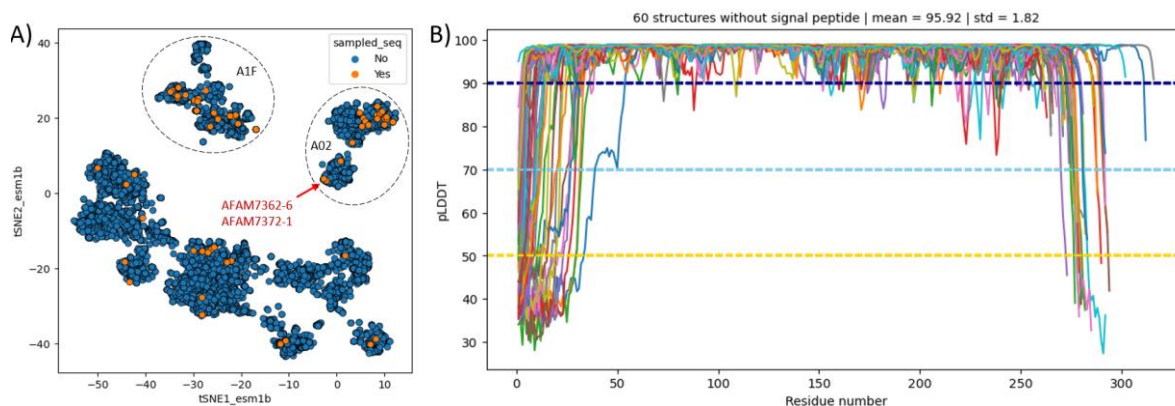 A)
40
20
0
−20
−40
−50
−40
−30
−20
−10
0
10
tSNE2_esm1b
tSNE1_esm1b
sampled_seq
No
Yes
A1F
A02
AFAM7362-6
AFAM7372-1
B)
60 structures without signal peptide | mean = 95.92 | std = 1.82
100
90
80
70
60
50
40
30
pLDDT
0
50
100
150
200
250
300
Residue number